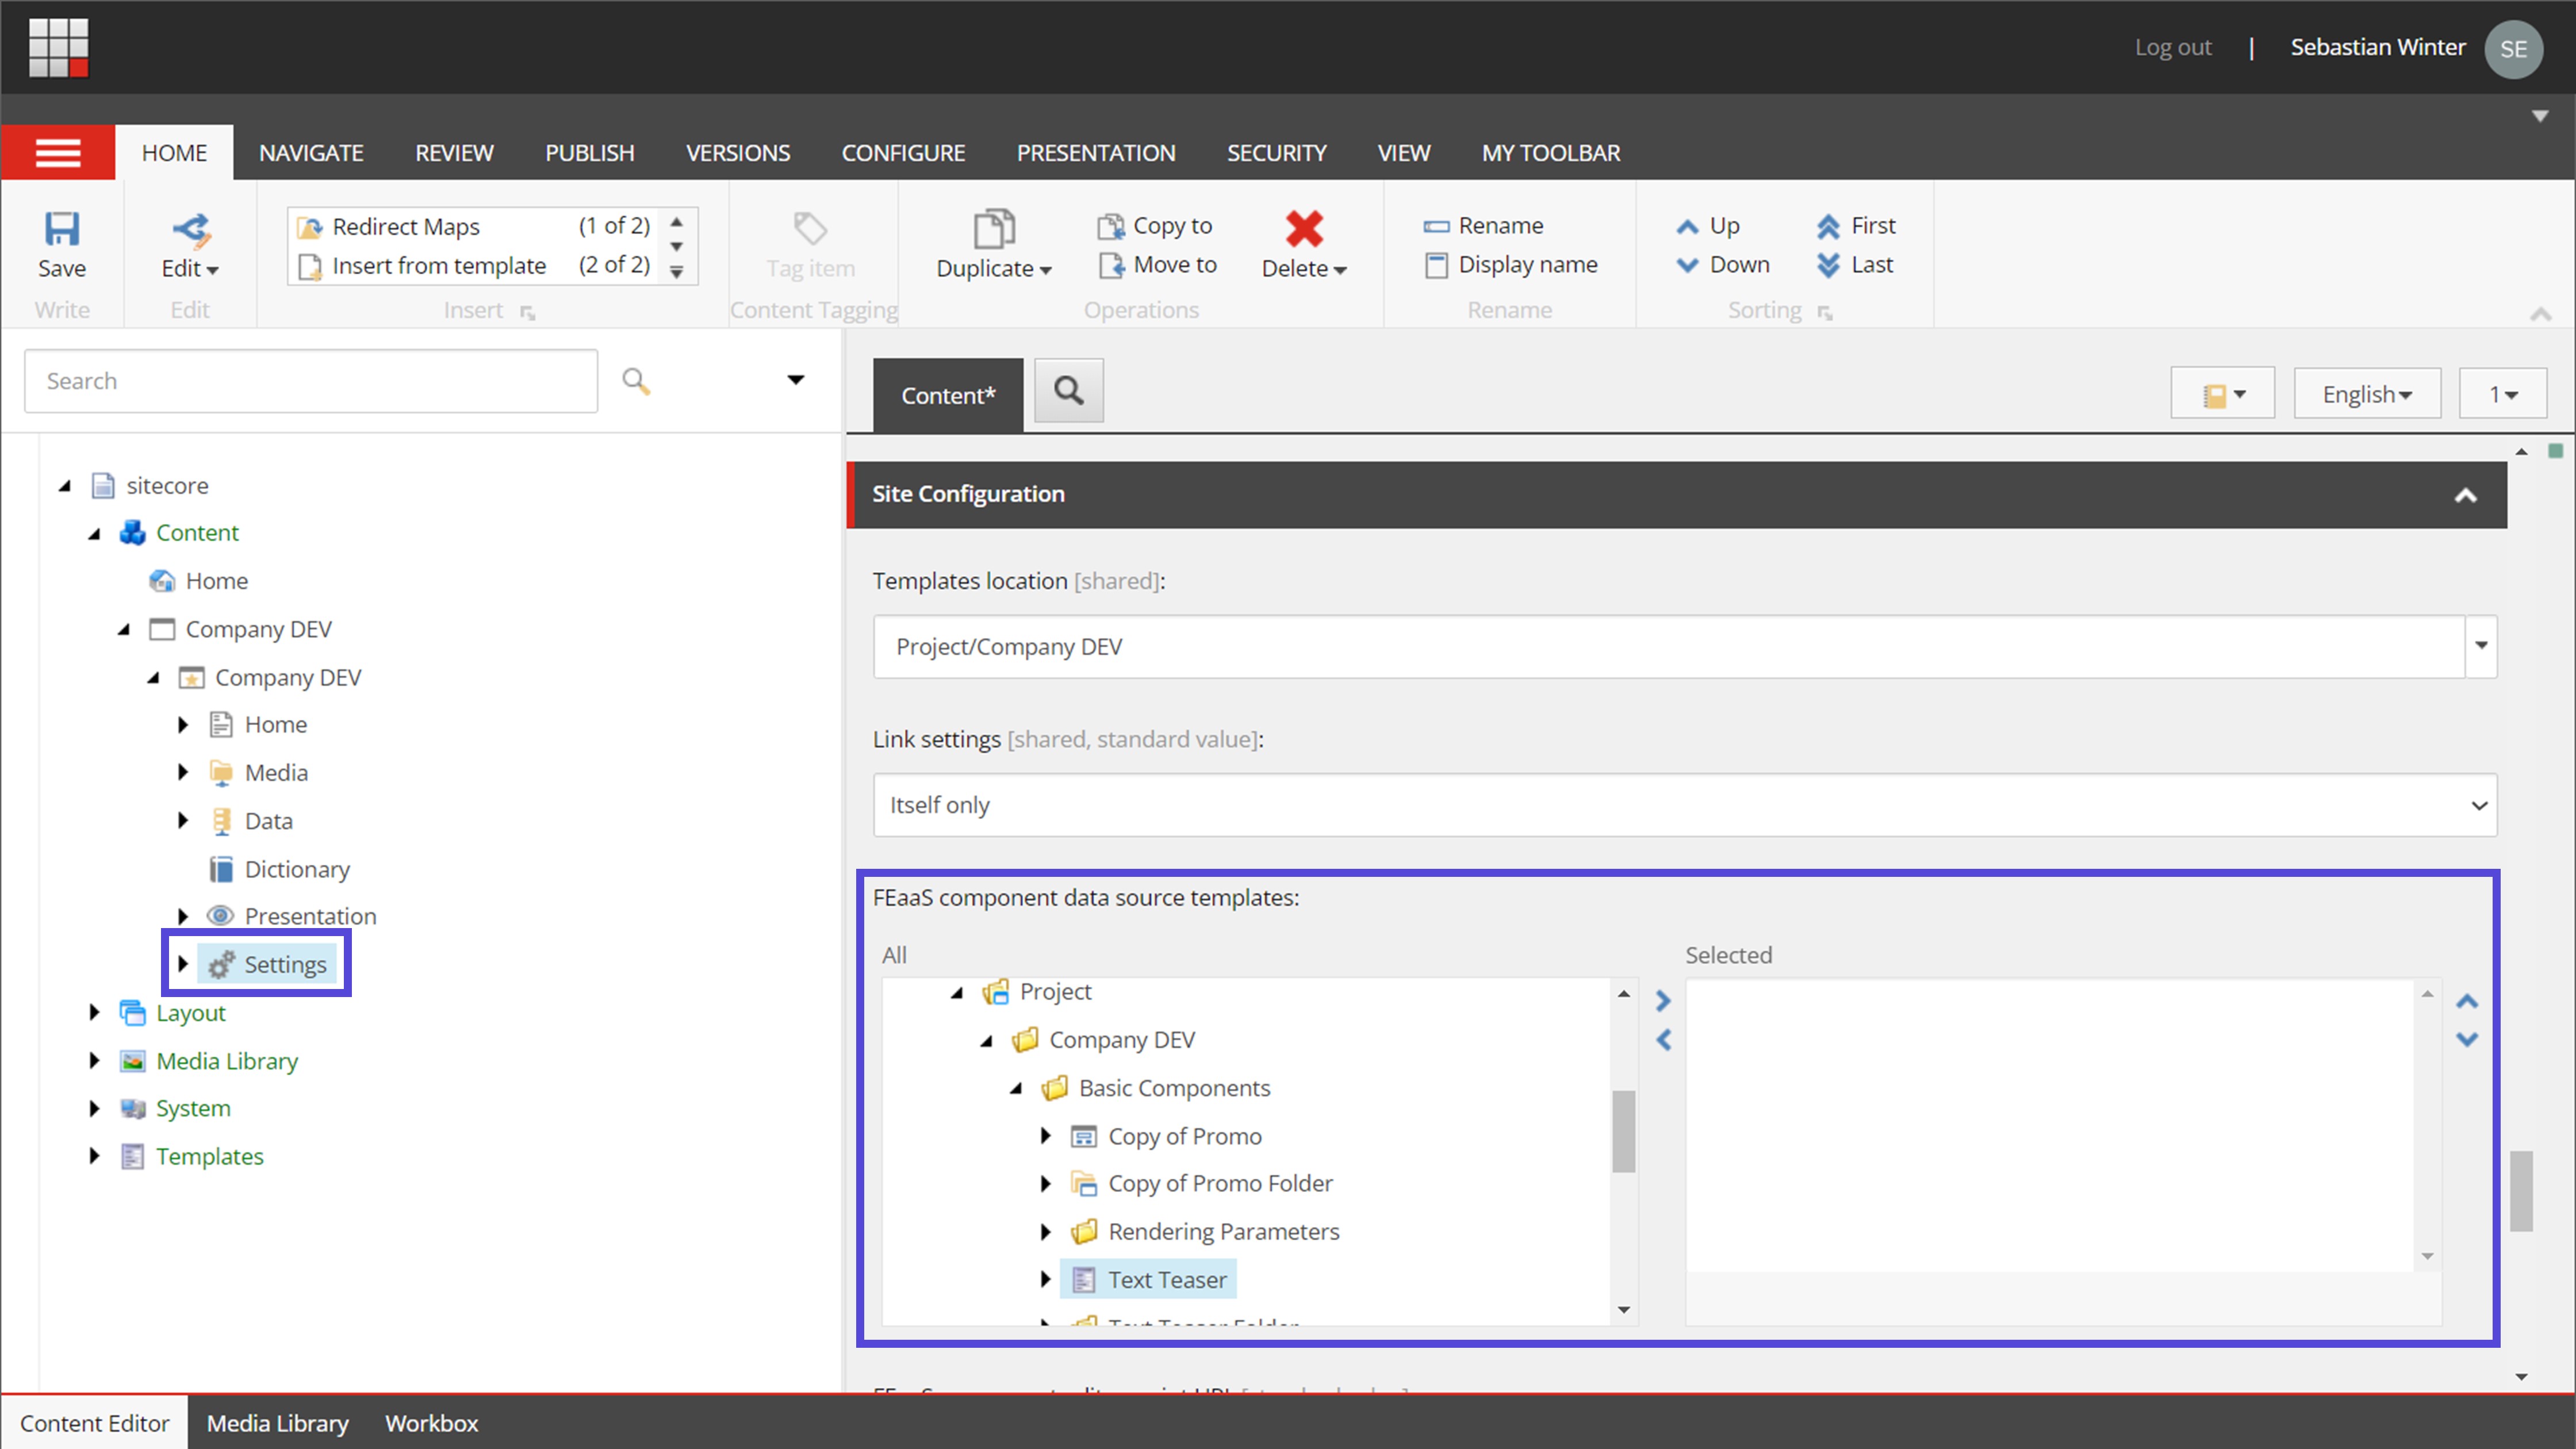 Log out | Sebastian Winter SE
HOME NAVIGATE REVIEW PUBLISH VERSIONS CONFIGURE PRESENTATION SECURITY VIEW MY TOOLBAR
Save
Write
Edit
Edit
Redirect Maps (1 of 2)
Insert from template (2 of 2)
Insert
Tag item
Content Tagging
Duplicate
Copy to
Move to
Delete
Operations
Rename
Display name
Rename
Up
Down
First
Last
Sorting
Search
sitecore
Content
Home
Company DEV
Company DEV
Home
Media
Data
Dictionary
Presentation
Settings
Layout
Media Library
System
Templates
Content*
English
1
Site Configuration
Templates location [shared]:
Project/Company DEV
Link settings [shared, standard value]:
Itself only
FEaaS component data source templates:
All
Project
Company DEV
Basic Components
Copy of Promo
Copy of Promo Folder
Rendering Parameters
Text Teaser
Text Teaser Folder
Selected
Content Editor Media Library Workbox